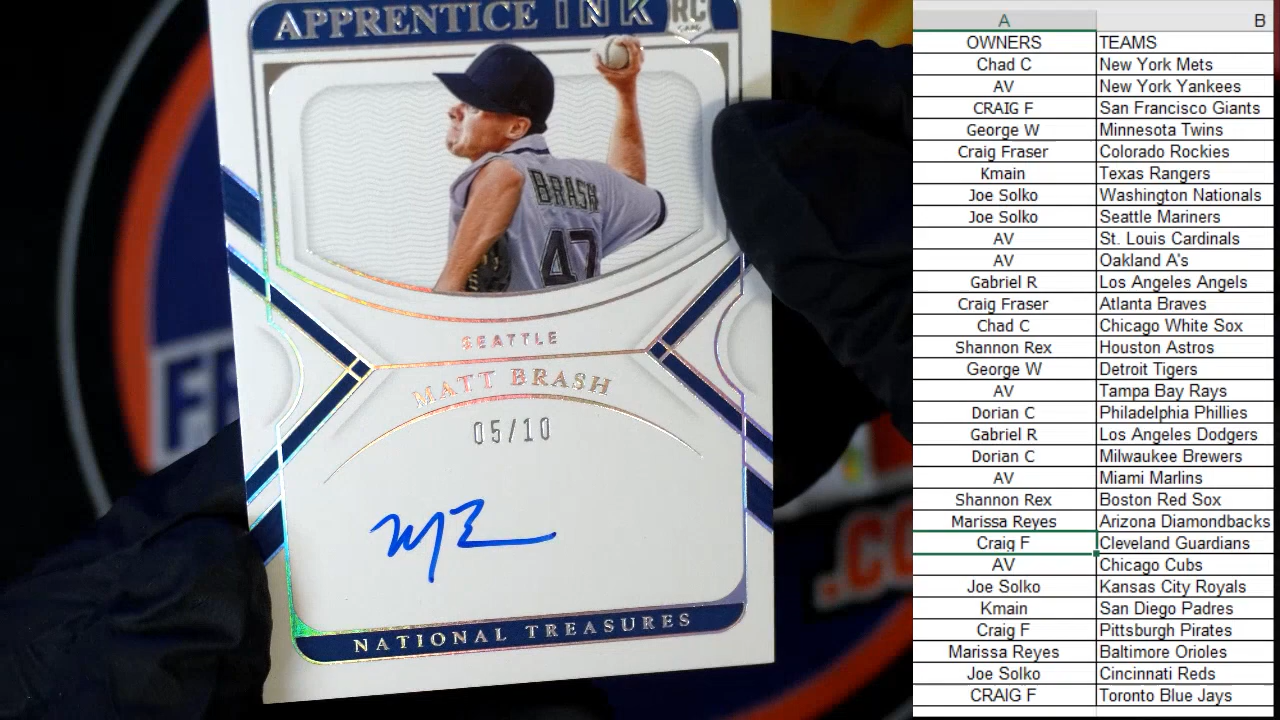 APPRENTICE INK RC
CARD
BRASH
47
SEATTLE
MATT BRASH
05/10
NATIONAL TREASURES
A B
OWNERS TEAMS
Chad C New York Mets
AV New York Yankees
CRAIG F San Francisco Giants
George W Minnesota Twins
Craig Fraser Colorado Rockies
Kmain Texas Rangers
Joe Solko Washington Nationals
Joe Solko Seattle Mariners
AV St. Louis Cardinals
AV Oakland A's
Gabriel R Los Angeles Angels
Craig Fraser Atlanta Braves
Chad C Chicago White Sox
Shannon Rex Houston Astros
George W Detroit Tigers
AV Tampa Bay Rays
Dorian C Philadelphia Phillies
Gabriel R Los Angeles Dodgers
Dorian C Milwaukee Brewers
AV Miami Marlins
Shannon Rex Boston Red Sox
Marissa Reyes Arizona Diamondbacks
Craig F Cleveland Guardians
AV Chicago Cubs
Joe Solko Kansas City Royals
Kmain San Diego Padres
Craig F Pittsburgh Pirates
Marissa Reyes Baltimore Orioles
Joe Solko Cincinnati Reds
CRAIG F Toronto Blue Jays